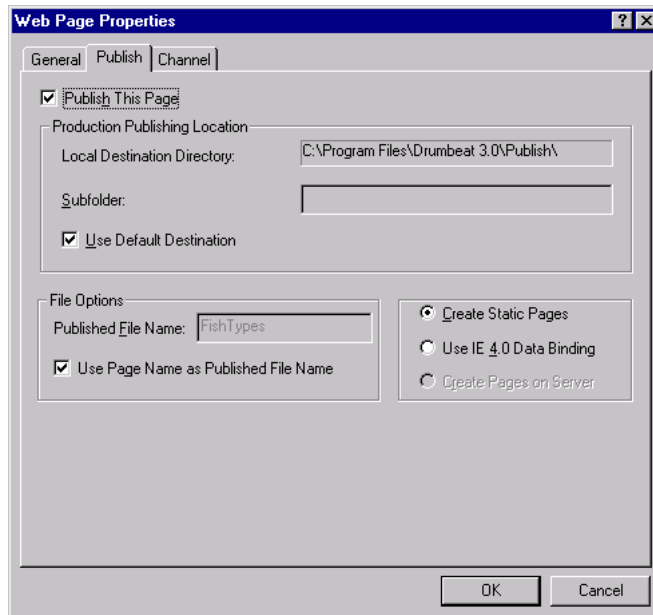 Web Page Properties
General Publish Channel
Publish This Page
Production Publishing Location
Local Destination Directory: C:\Program Files\Drumbeat 3.0\Publish\
Subfolder:
Use Default Destination
File Options
Published File Name: FishTypes
Use Page Name as Published File Name
Create Static Pages
Use IE 4.0 Data Binding
Create Pages on Server
OK Cancel